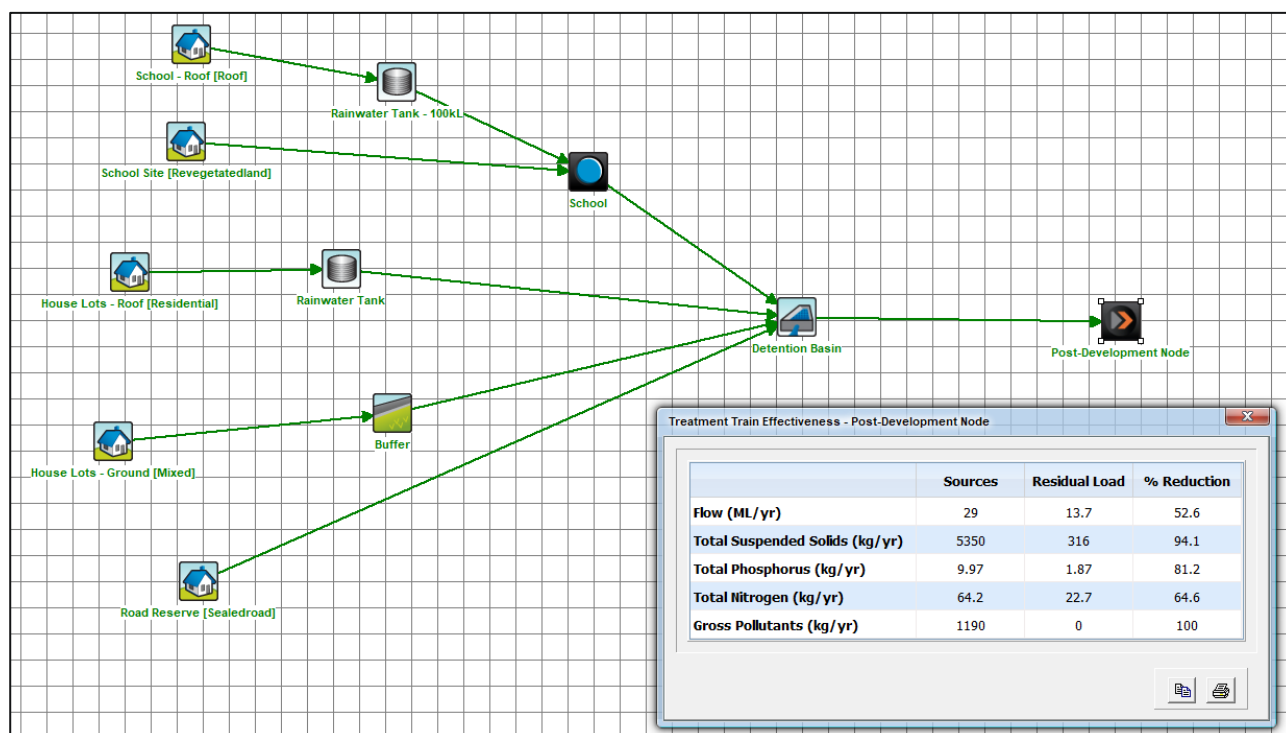 School - Roof [Roof]
Rainwater Tank - 100kL
School Site [Revegetatedland]
School
House Lots - Roof [Residential]
Rainwater Tank
Detention Basin
Post-Development Node
House Lots - Ground [Mixed]
Buffer
Road Reserve [Sealedroad]
Treatment Train Effectiveness - Post-Development Node
Sources Residual Load % Reduction
Flow (ML/yr) 29 13.7 52.6
Total Suspended Solids (kg/yr) 5350 316 94.1
Total Phosphorus (kg/yr) 9.97 1.87 81.2
Total Nitrogen (kg/yr) 64.2 22.7 64.6
Gross Pollutants (kg/yr) 1190 0 100